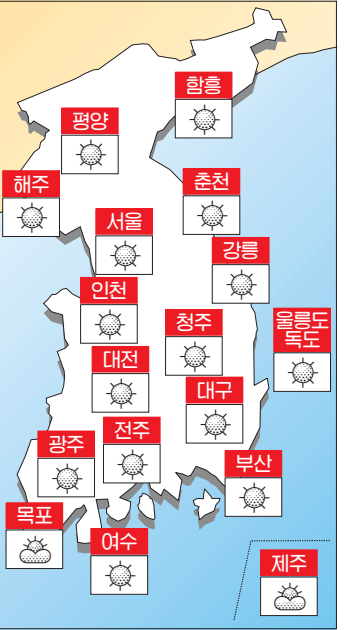 함흥
평양
해주
춘천
서울
강릉
인천
청주
울릉도
독도
대전
대구
전주
광주
부산
목포
여수
제주